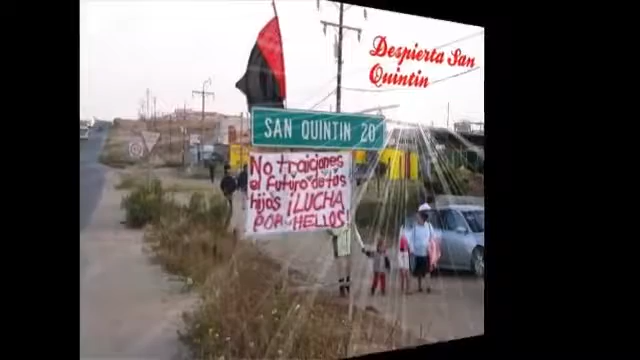 Despierta San
Quintin
SAN QUINTIN 20
No traiciones
el futuro de tus
hijos ¡LUCHA
POR HELLOS!